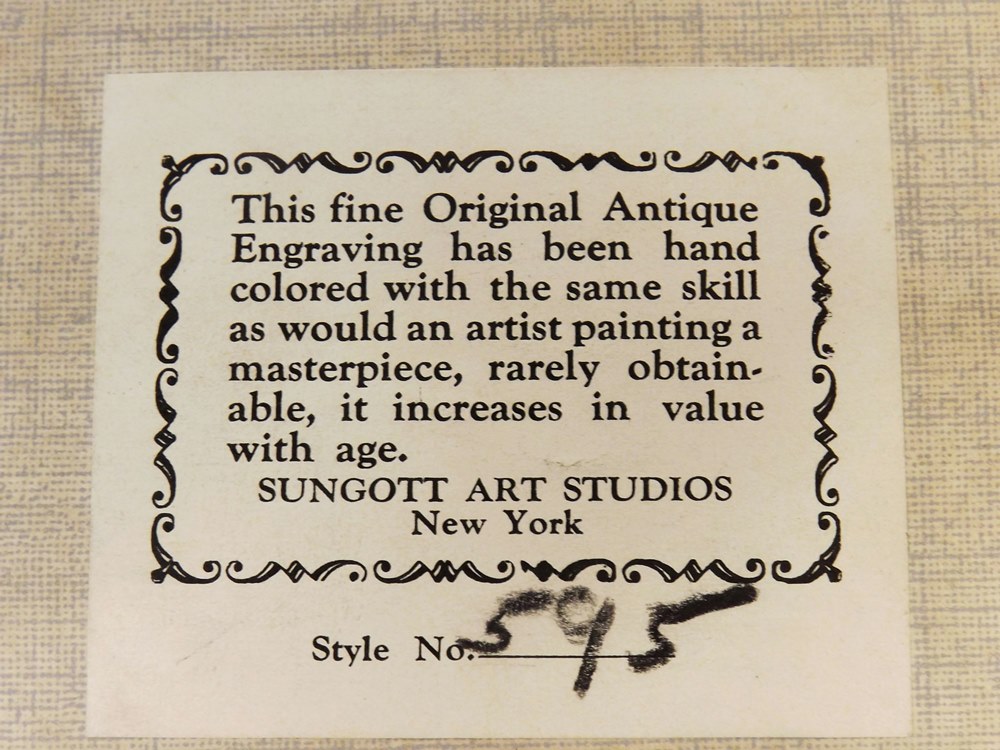 This fine Original Antique
Engraving has been hand
colored with the same skill
as would an artist painting a
masterpiece, rarely obtain-
able, it increases in value
with age.
SUNGOTT ART STUDIOS
New York
Style No. 595